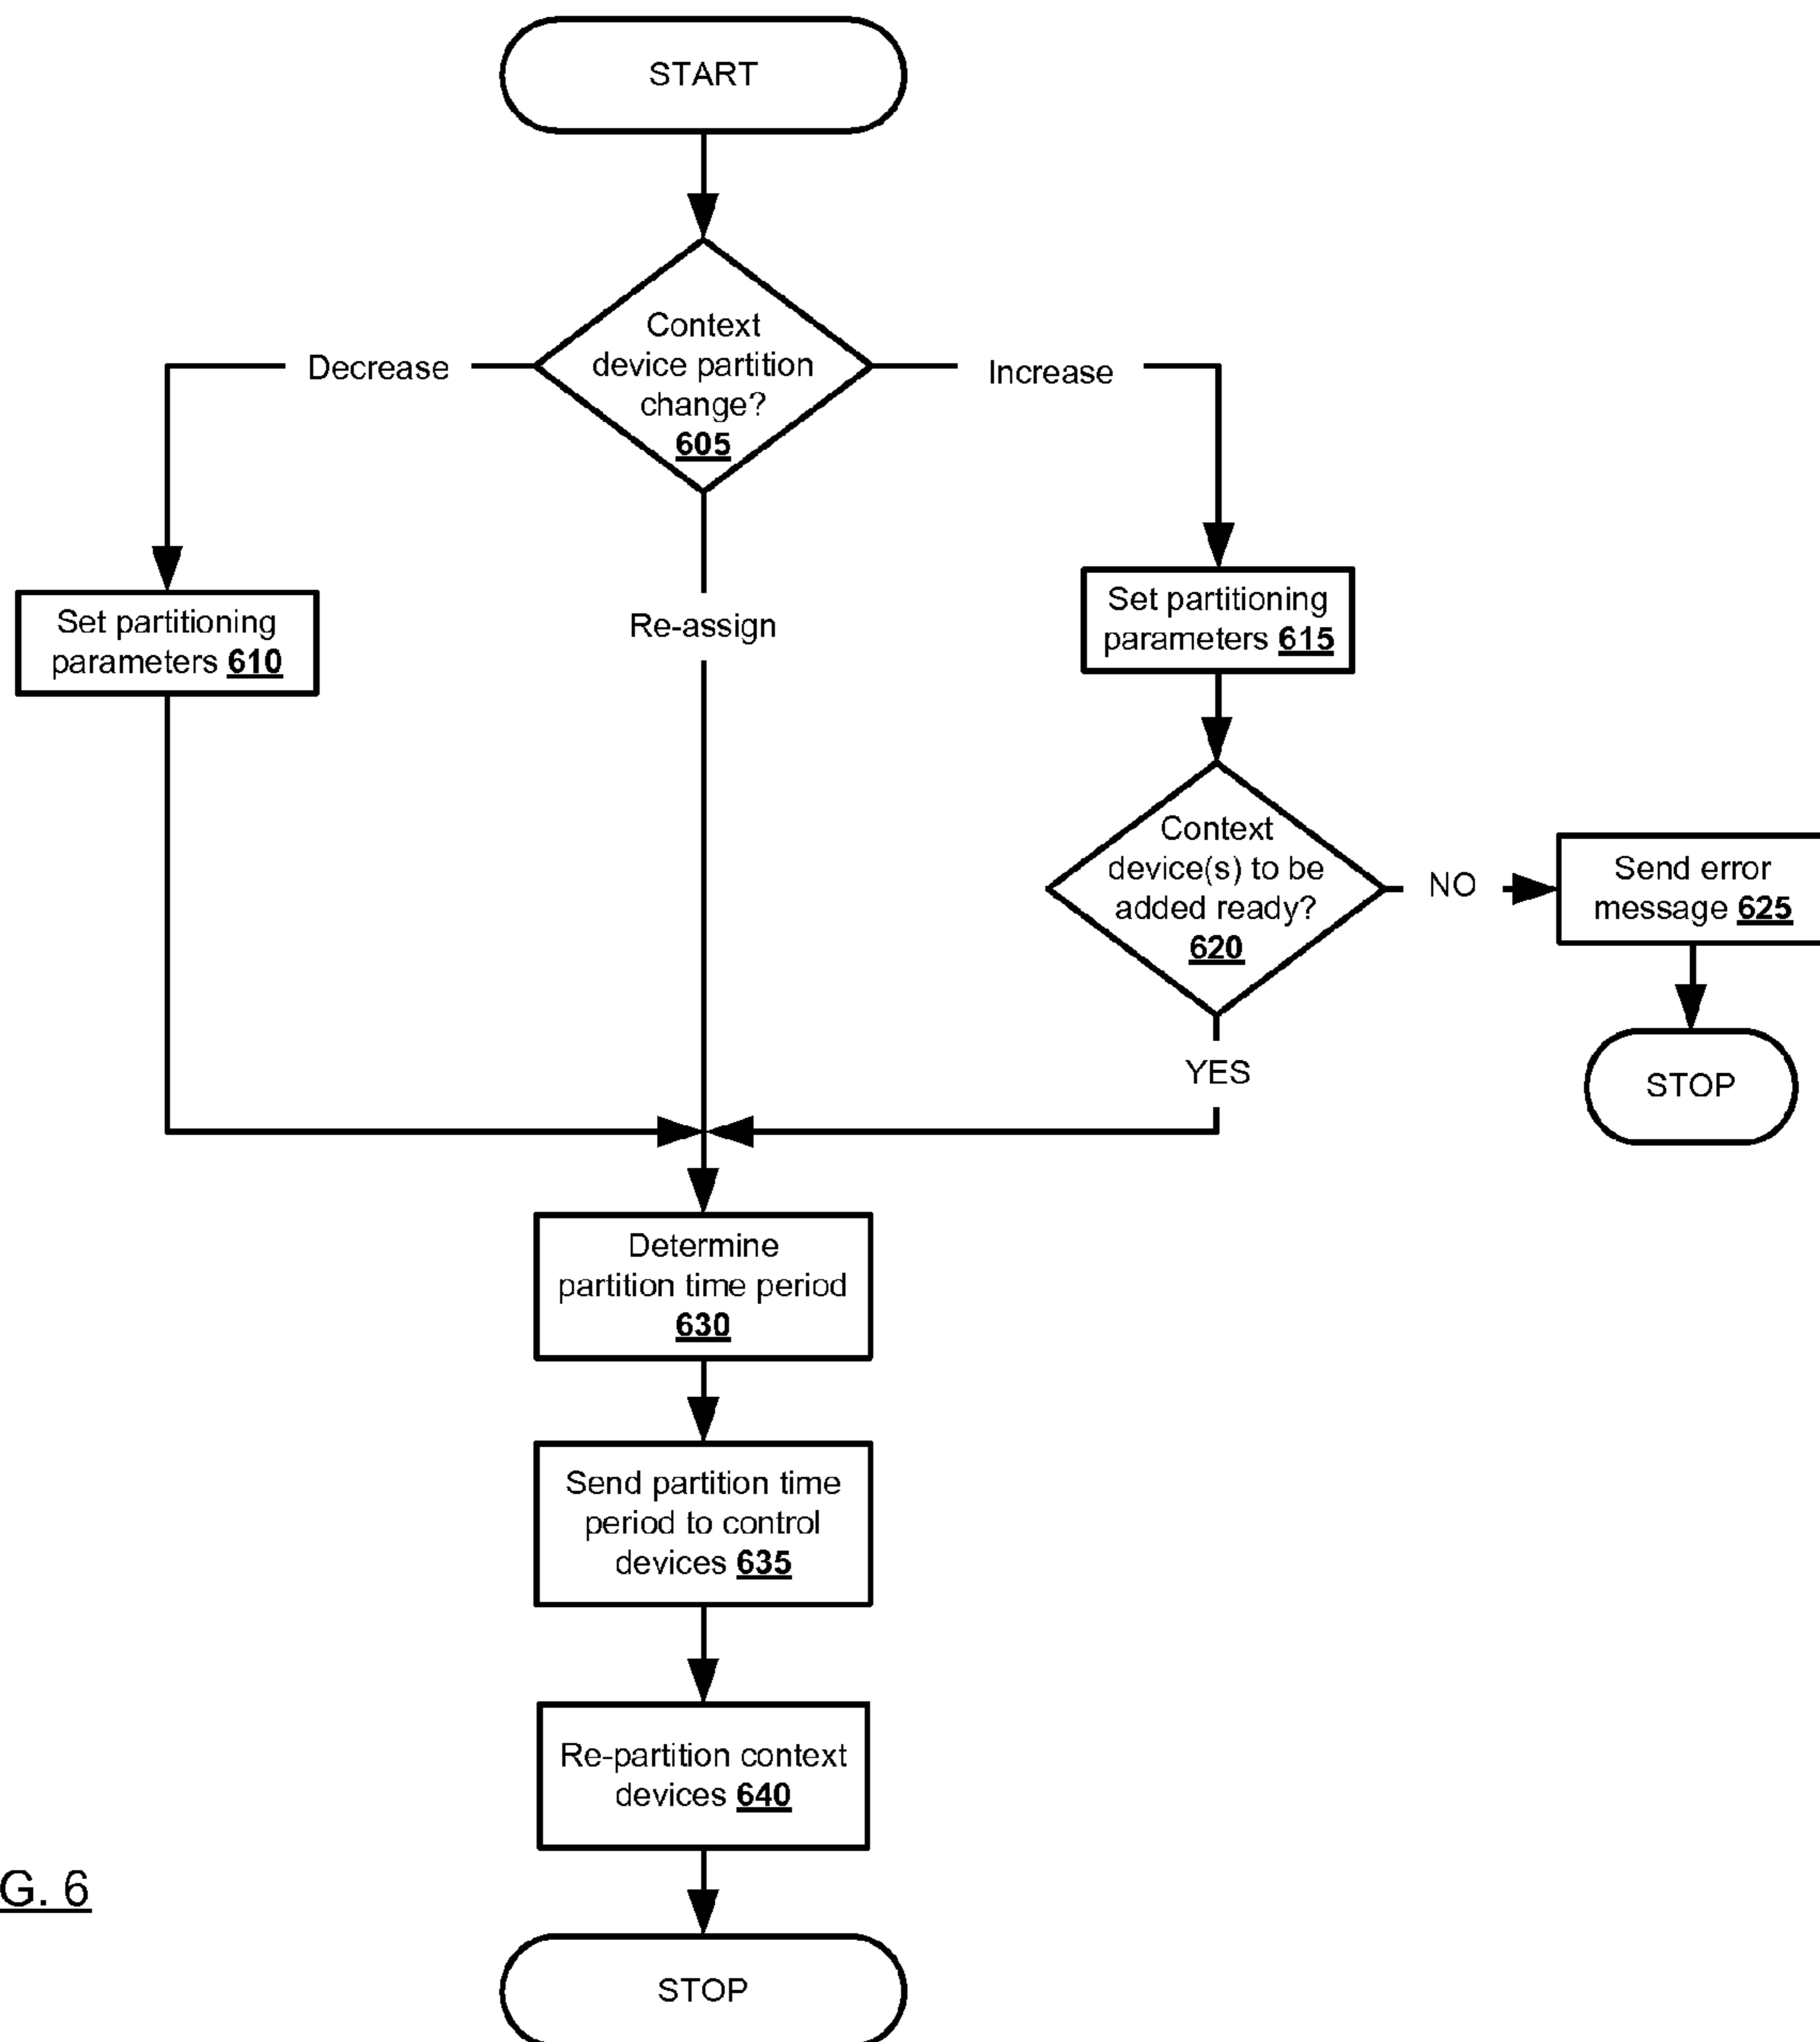 START
Context
device partition
change?
605
Decrease
Increase
Set partitioning
parameters 610
Re-assign
Set partitioning
parameters 615
Context
device(s) to be
added ready?
620
NO
Send error
message 625
YES
STOP
Determine
partition time period
630
Send partition time
period to control
devices 635
Re-partition context
devices 640
G. 6
STOP